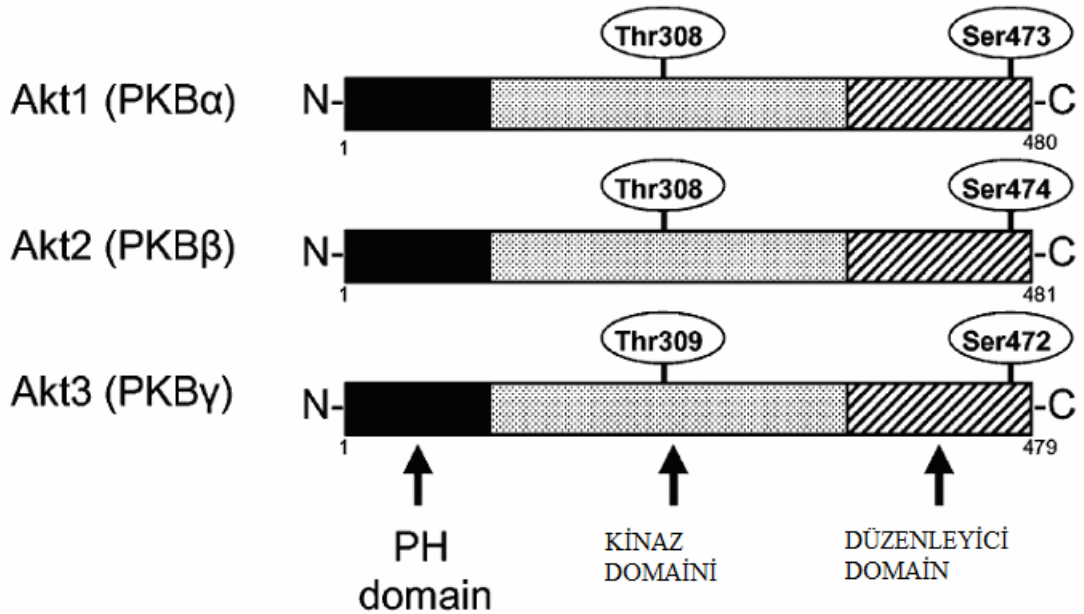 Thr308 Ser473
Akt1 (PKBα) N- -C
1 480
Thr308 Ser474
Akt2 (PKBβ) N- -C
1 481
Thr309 Ser472
Akt3 (PKBγ) N- -C
1 479
PH
domain
KİNAZ
DOMAİNİ
DÜZENLEYİCİ
DOMAIN